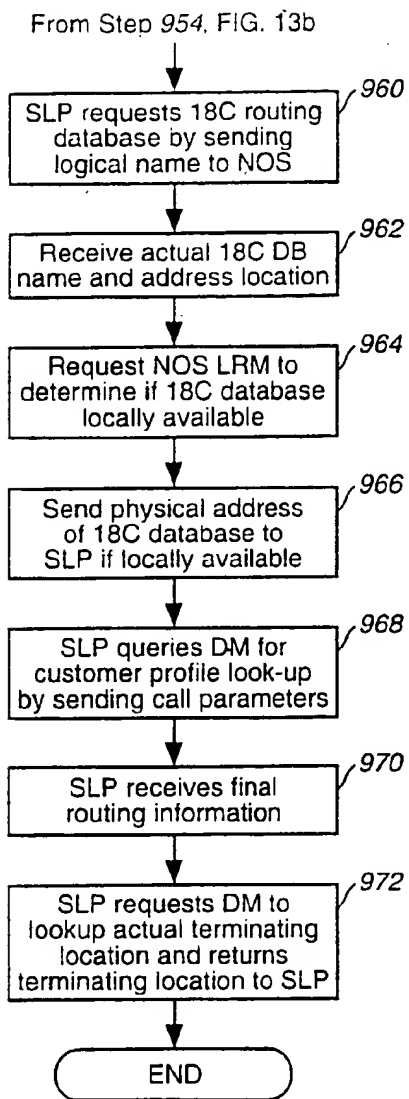 From Step 954, FIG. 13b
960
SLP requests 18C routing
database by sending
logical name to NOS
962
Receive actual 18C DB
name and address location
964
Request NOS LRM to
determine if 18C database
locally available
966
Send physical address
of 18C database to
SLP if locally available
968
SLP queries DM for
customer profile look-up
by sending call parameters
970
SLP receives final
routing information
972
SLP requests DM to
lookup actual terminating
location and returns
terminating location to SLP
END